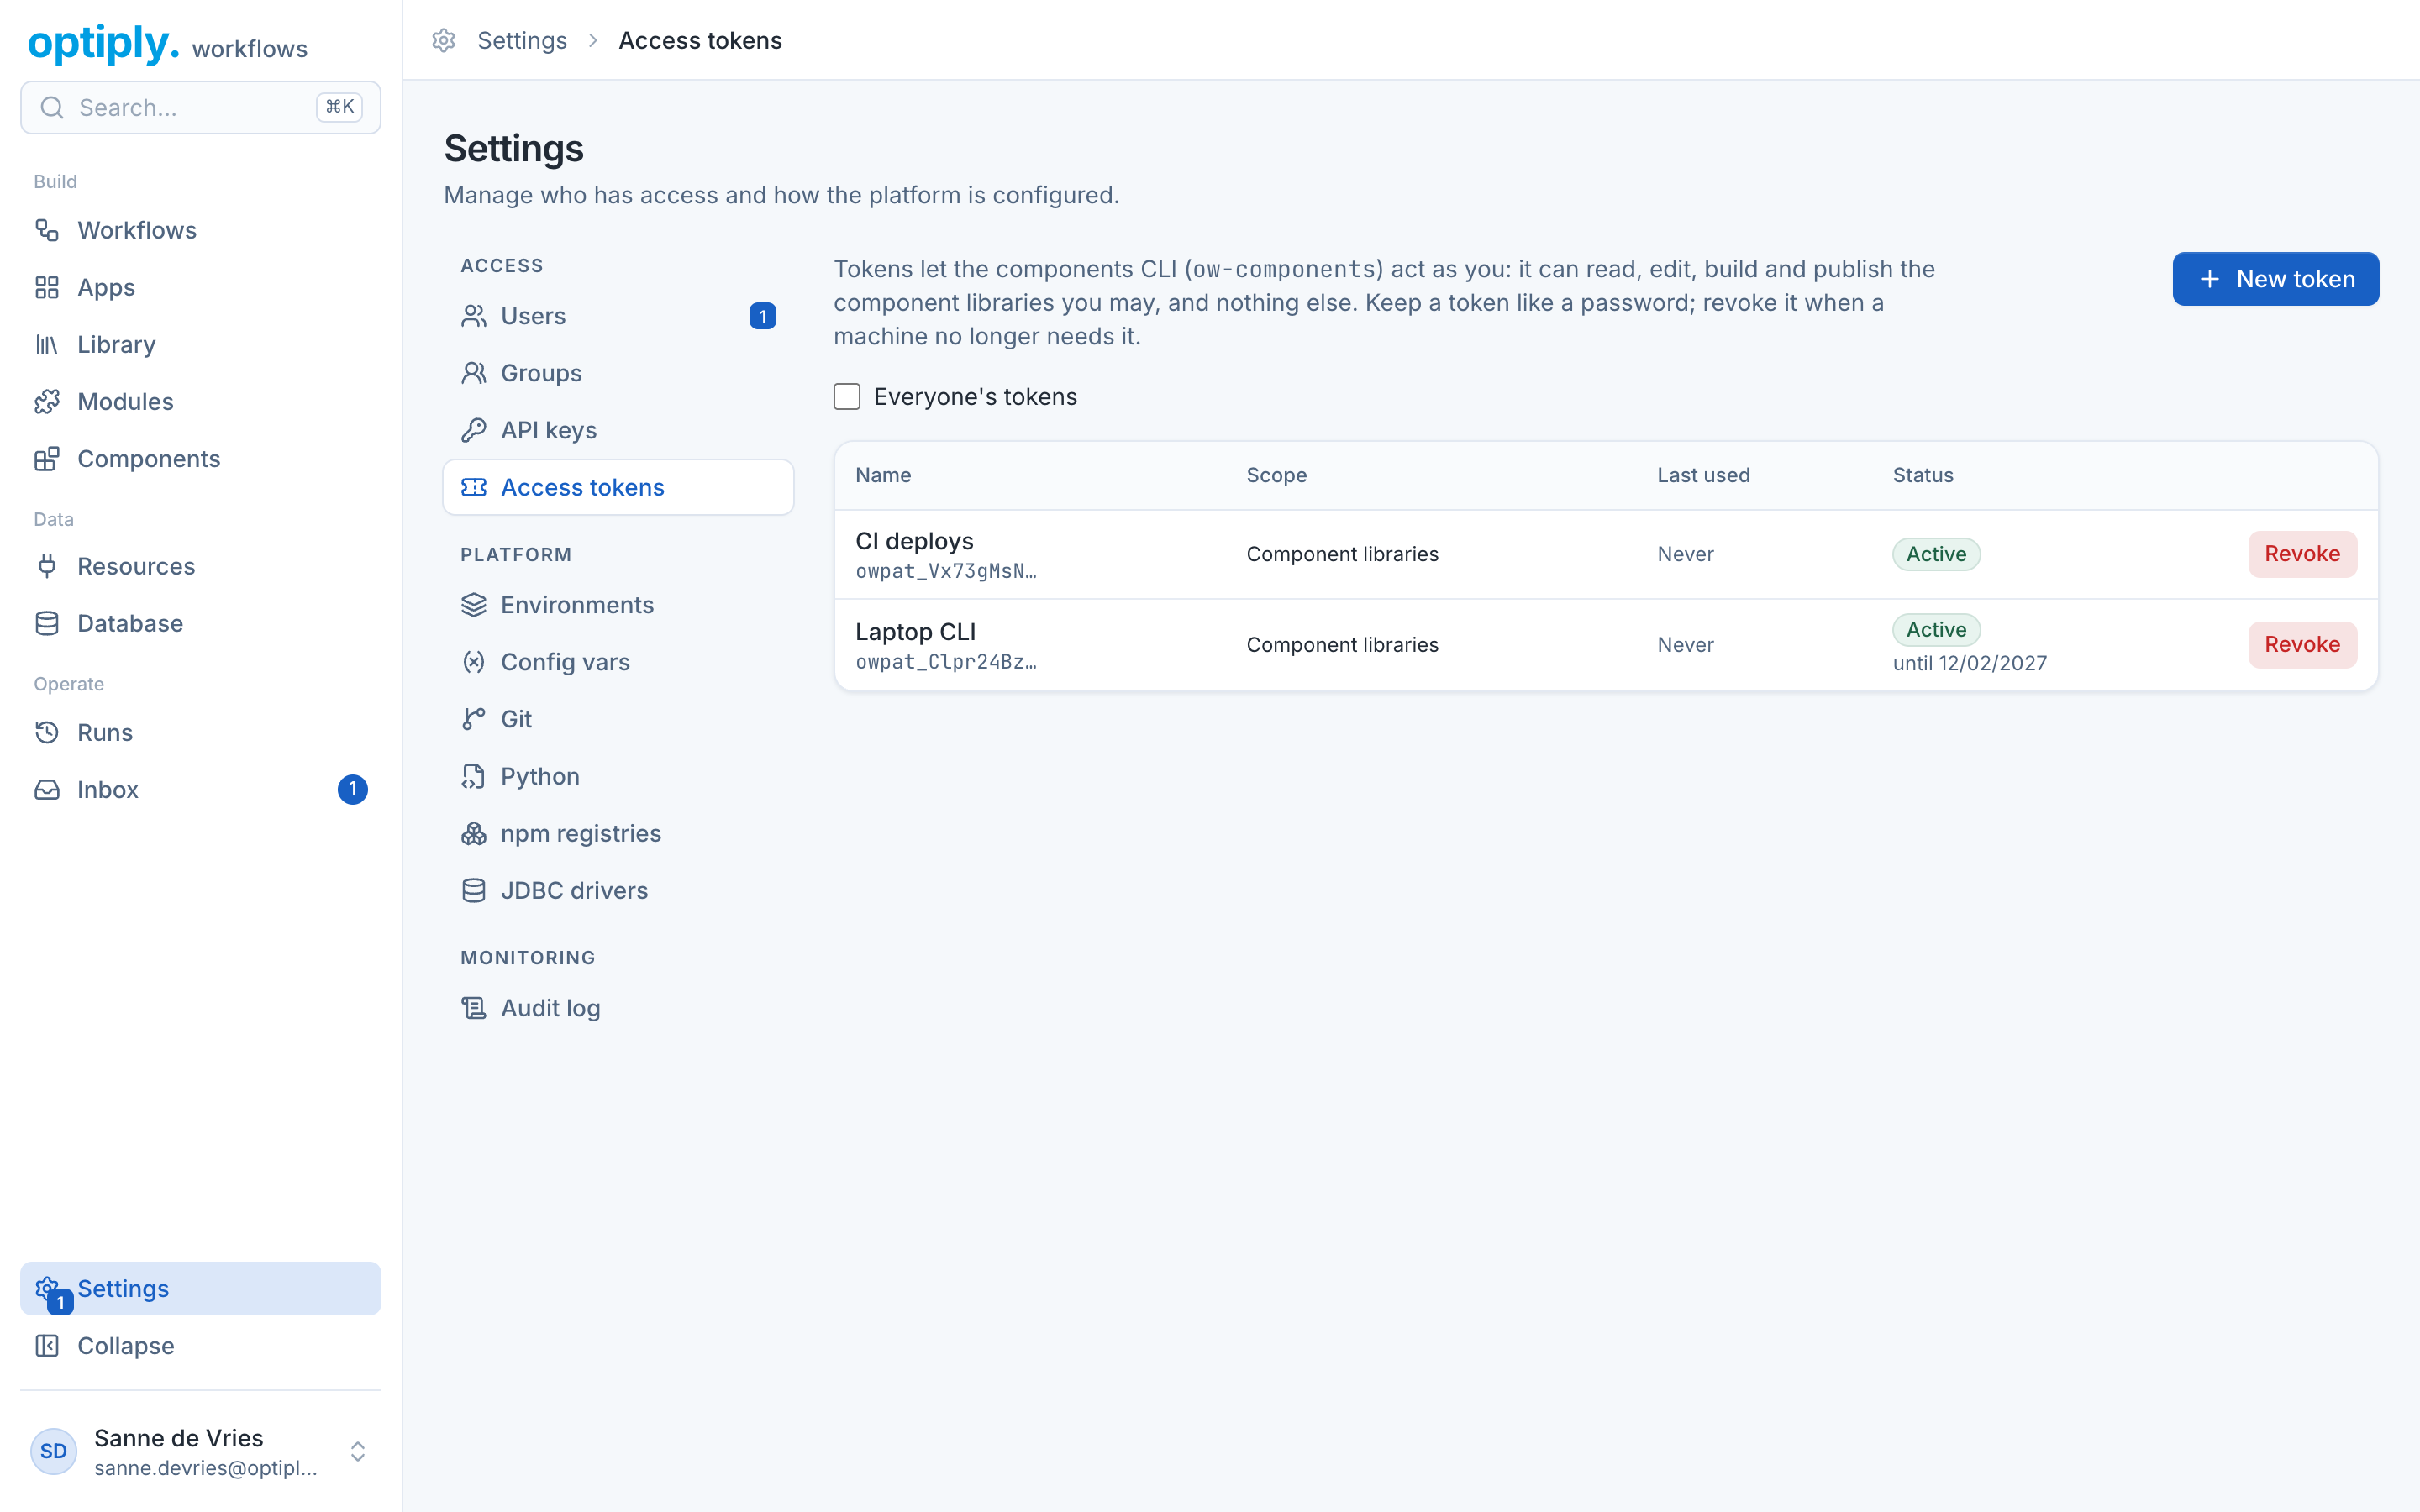 optiply. workflows
Search... ⌘K
Build
Workflows
Apps
Library
Modules
Components
Data
Resources
Database
Operate
Runs
Inbox 1
1 Settings
Collapse
SD Sanne de Vries
sanne.devries@optipl...
Settings > Access tokens
Settings
Manage who has access and how the platform is configured.
ACCESS
Users 1
Groups
API keys
Access tokens
PLATFORM
Environments
Config vars
Git
Python
npm registries
JDBC drivers
MONITORING
Audit log
Tokens let the components CLI (ow-components) act as you: it can read, edit, build and publish the
component libraries you may, and nothing else. Keep a token like a password; revoke it when a
machine no longer needs it.
+ New token
Everyone's tokens
Name Scope Last used Status
CI deploys
owpat_Vx73gMsN…
Component libraries Never Active Revoke
Laptop CLI
owpat_Clpr24Bz…
Component libraries Never Active
until 12/02/2027
Revoke